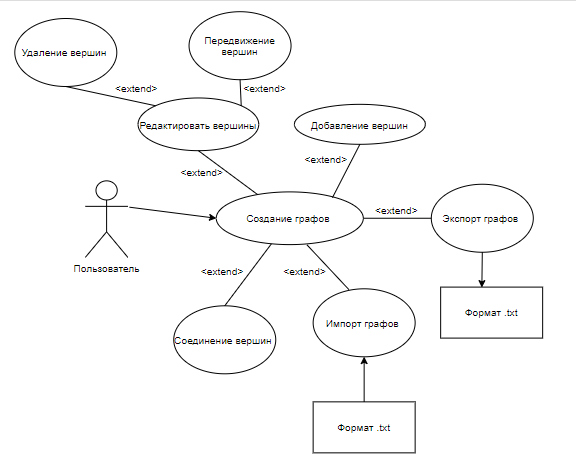 Передвижение
вершин
Удаление вершин
<extend>
<extend>
Редактировать вершины
Добавление вершин
<extend>
<extend>
Создание графов
<extend>
Экспорт графов
Пользователь
<extend>
<extend>
Формат .txt
Импорт графов
Соединение вершин
Формат .txt